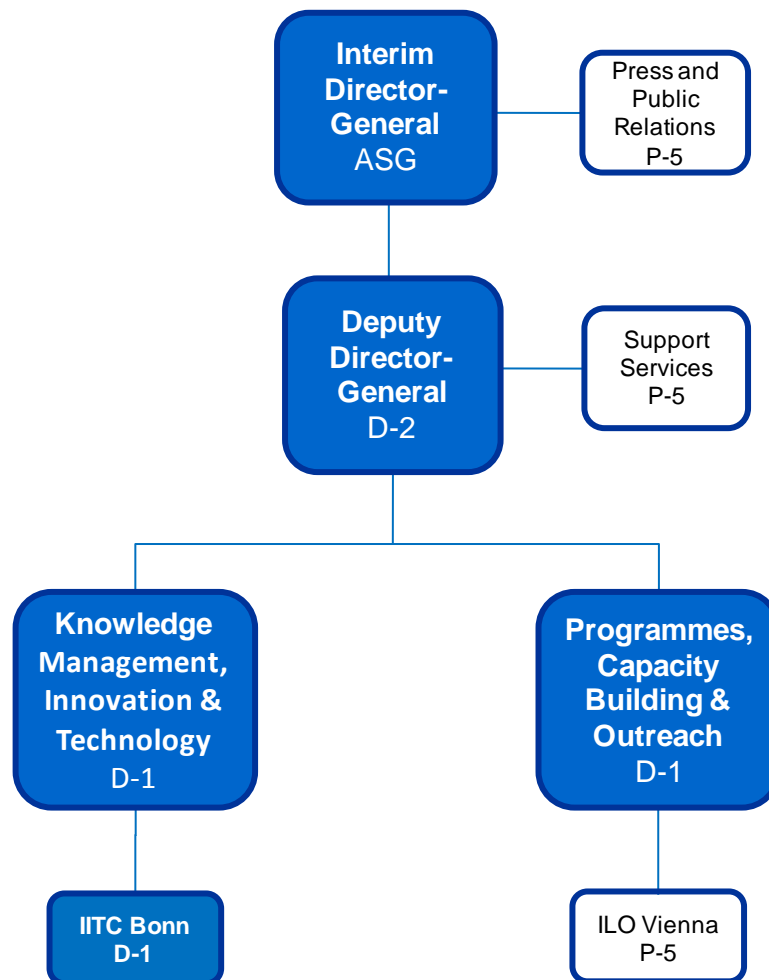 Interim
Director-
General
ASG
Press and
Public
Relations
P-5
Deputy
Director-
General
D-2
Support
Services
P-5
Knowledge
Management,
Innovation &
Technology
D-1
Programmes,
Capacity
Building &
Outreach
D-1
IITC Bonn
D-1
ILO Vienna
P-5